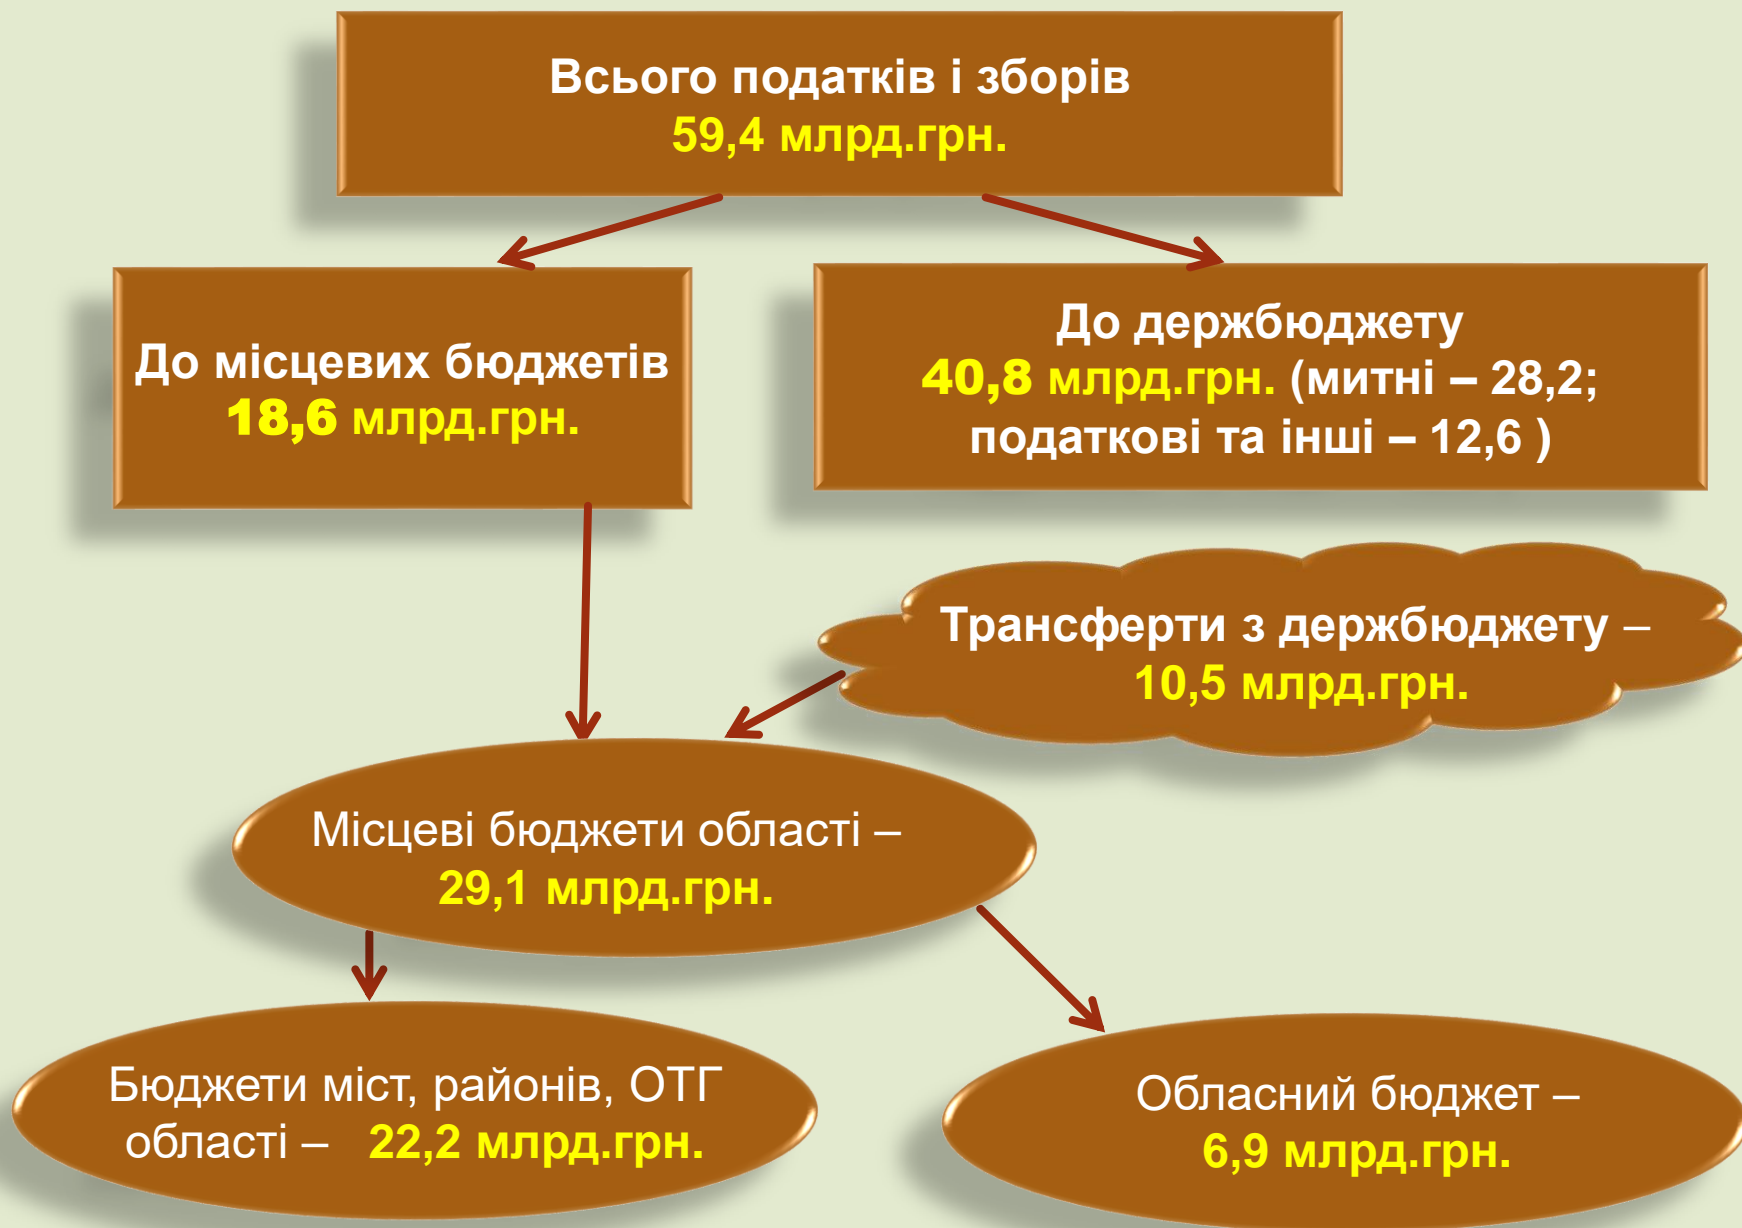 Всього податків і зборів
59,4 млрд.грн.
До місцевих бюджетів
18,6 млрд.грн.
До держбюджету
40,8 млрд.грн. (митні – 28,2;
податкові та інші – 12,6 )
Трансферти з держбюджету –
10,5 млрд.грн.
Місцеві бюджети області –
29,1 млрд.грн.
Бюджети міст, районів, ОТГ
області – 22,2 млрд.грн.
Обласний бюджет –
6,9 млрд.грн.